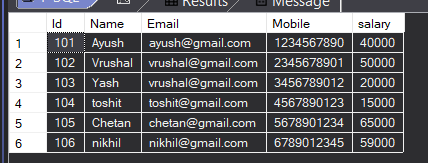 Results Message
Id Name Email Mobile salary
1 101 Ayush ayush@gmail.com 1234567890 40000
2 102 Vrushal vrushal@gmail.com 2345678901 50000
3 103 Yash vrushal@gmail.com 3456789012 20000
4 104 toshit toshit@gmail.com 4567890123 15000
5 105 Chetan chetan@gmail.com 5678901234 65000
6 106 nikhil nikhil@gmail.com 6789012345 59000